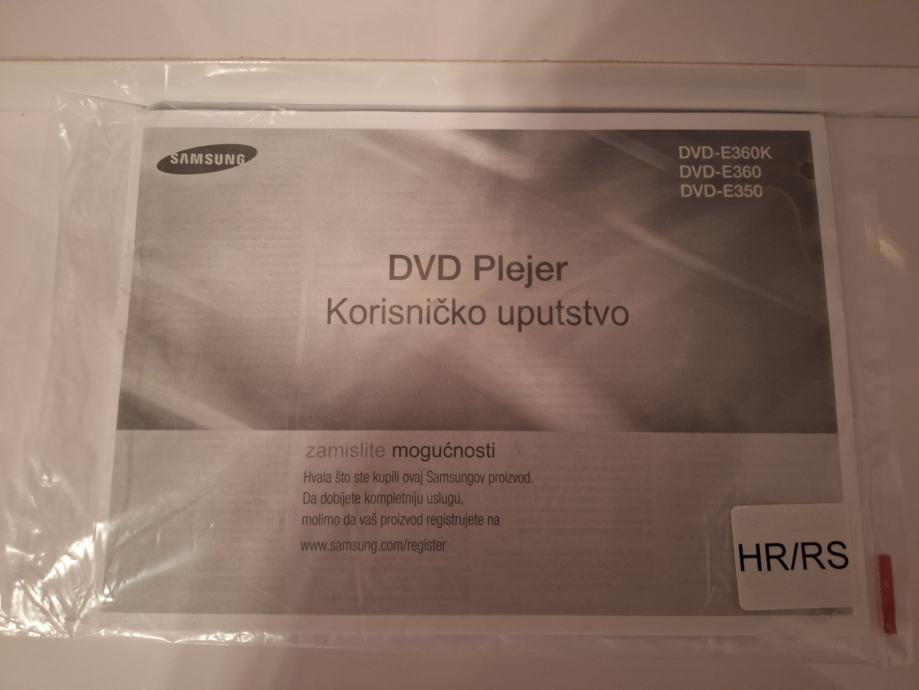 SAMSUNG
DVD-E360K
DVD-E360
DVD-E350
DVD Plejer
Korisničko uputstvo
zamislite mogućnosti
Hvala što ste kupili ovaj Samsungov proizvod.
Da dobijete kompletniju uslugu,
molimo da vaš proizvod registrujete na
www.samsung.com/register
HR/RS